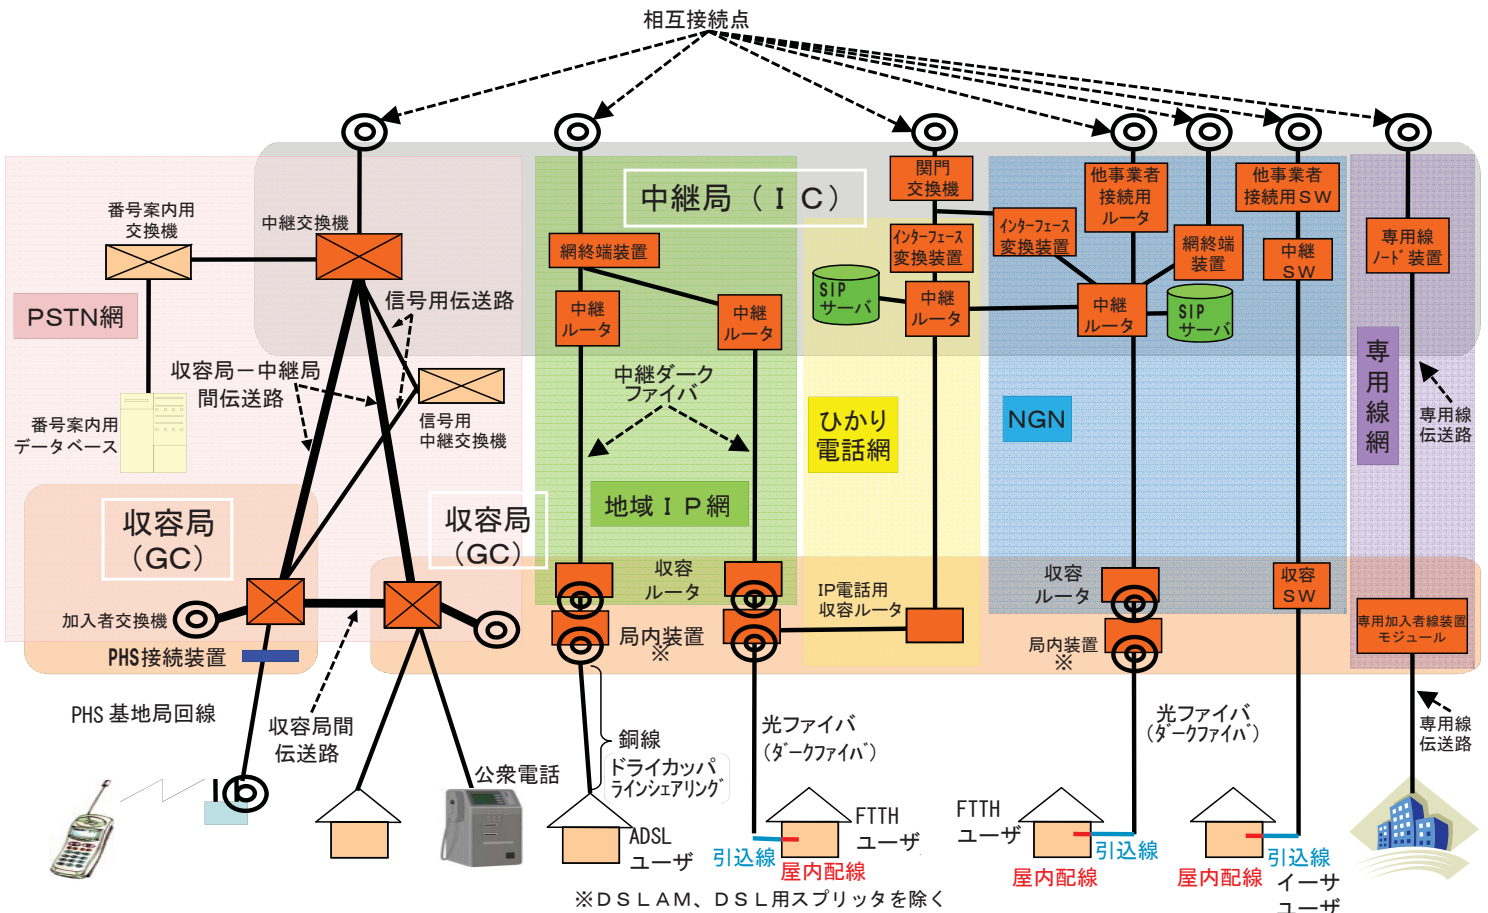 相互接続点
中継局（ＩＣ）
番号案内用
交換機
中継交換機
PSTN網
信号用伝送路
収容局－中継局
間伝送路
番号案内用
データベース
信号用
中継交換機
収容局
（GC）
収容局
（GC）
加入者交換機
PHS接続装置
PHS基地局回線
収容局間
伝送路
公衆電話
網終端装置
中継
ルータ
中継
ルータ
中継ダーク
ファイバ
地域ＩＰ網
収容
ルータ
局内装置
※
銅線
ドライカッパ
ラインシェアリング
ADSL
ユーザ
光ファイバ
（ダークファイバ）
FTTH
ユーザ
引込線
屋内配線
※ＤＳＬＡＭ、ＤＳＬ用スプリッタを除く
関門
交換機
インターフェース
変換装置
SIP
サーバ
中継
ルータ
ひかり
電話網
IP電話用
収容ルータ
インターフェース
変換装置
他事業者
接続用
ルータ
網終端
装置
中継
ルータ
SIP
サーバ
NGN
収容
ルータ
局内装置
※
光ファイバ
（ダークファイバ）
FTTH
ユーザ
引込線
屋内配線
他事業者
接続用ＳＷ
中継
ＳＷ
収容
SW
引込線
屋内配線
イーサ
ユーザ
専用線
ノード装置
専用線網
専用線
伝送路
専用加入者線装置
モジュール
専用線
伝送路